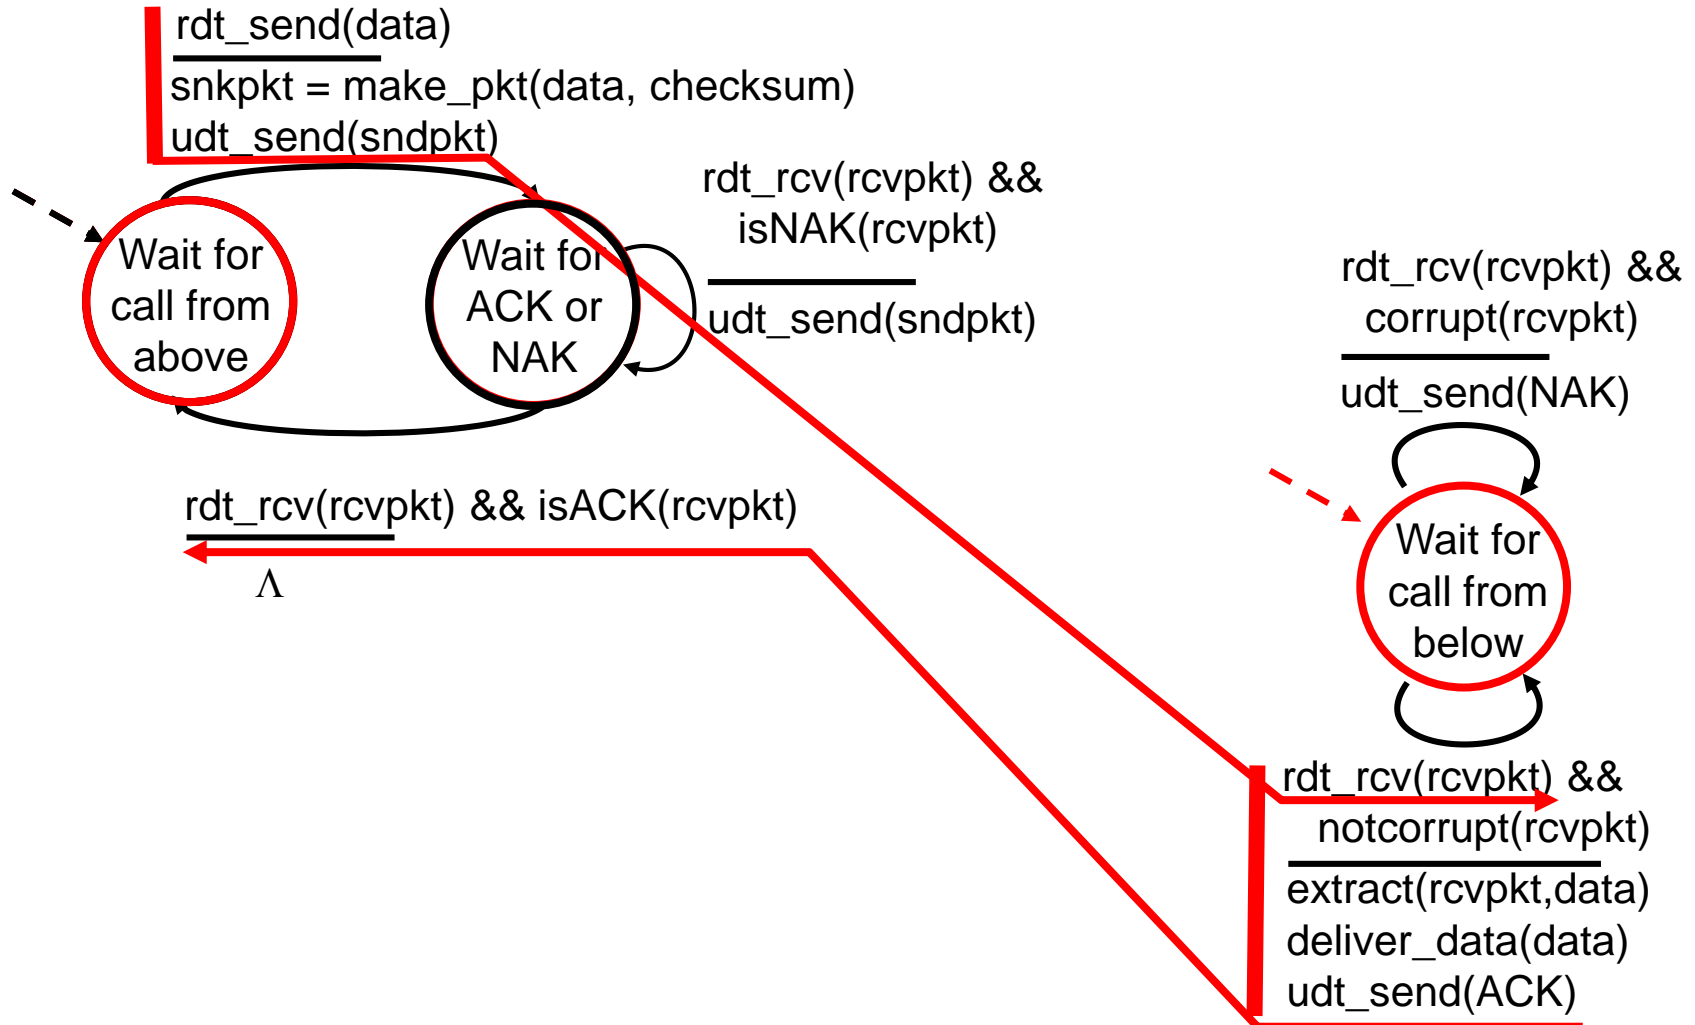 rdt_send(data)
snkpkt = make_pkt(data, checksum)
udt_send(sndpkt)
rdt_rcv(rcvpkt) &&
isNAK(rcvpkt)
udt_send(sndpkt)
Wait for
call from
above
Wait for
ACK or
NAK
rdt_rcv(rcvpkt) && isACK(rcvpkt)
Λ
rdt_rcv(rcvpkt) &&
corrupt(rcvpkt)
udt_send(NAK)
Wait for
call from
below
rdt_rcv(rcvpkt) &&
notcorrupt(rcvpkt)
extract(rcvpkt,data)
deliver_data(data)
udt_send(ACK)